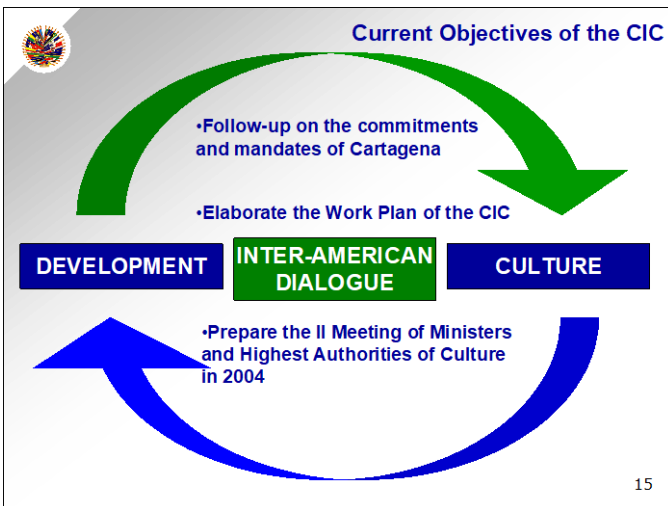 Current Objectives of the CIC
•Follow-up on the commitments
and mandates of Cartagena
•Elaborate the Work Plan of the CIC
DEVELOPMENT
INTER-AMERICAN
DIALOGUE
CULTURE
•Prepare the II Meeting of Ministers
and Highest Authorities of Culture
in 2004
15